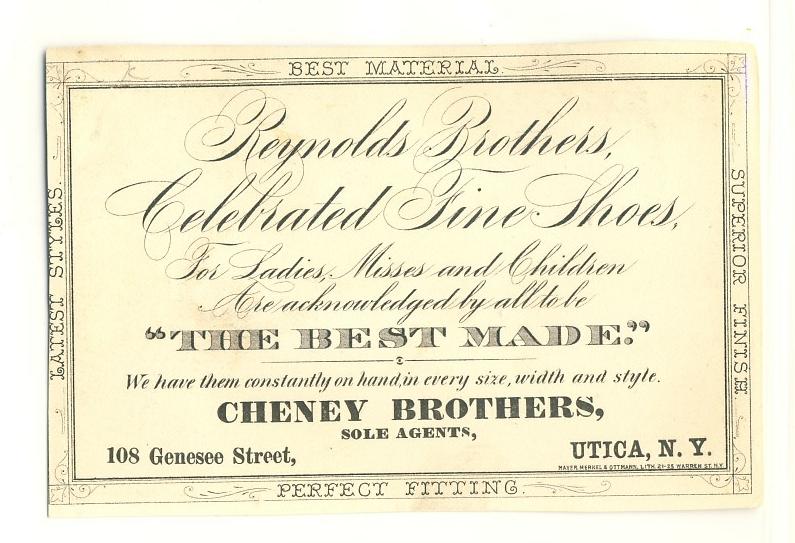 BEST MATERIAL.
LATEST STYLES.
SUPERIOR FINISH
Reynolds Brothers,
Celebrated Fine Shoes,
For Ladies, Misses and Children
Are acknowledged by all to be
"THE BEST MADE."
We have them constantly on hand, in every size, width and style.
CHENEY BROTHERS,
SOLE AGENTS,
108 Genesee Street,
UTICA, N. Y.
MAYER, MERKEL & OTTMANN, LITH. 21-25 WARREN ST. N.Y.
PERFECT FITTING.